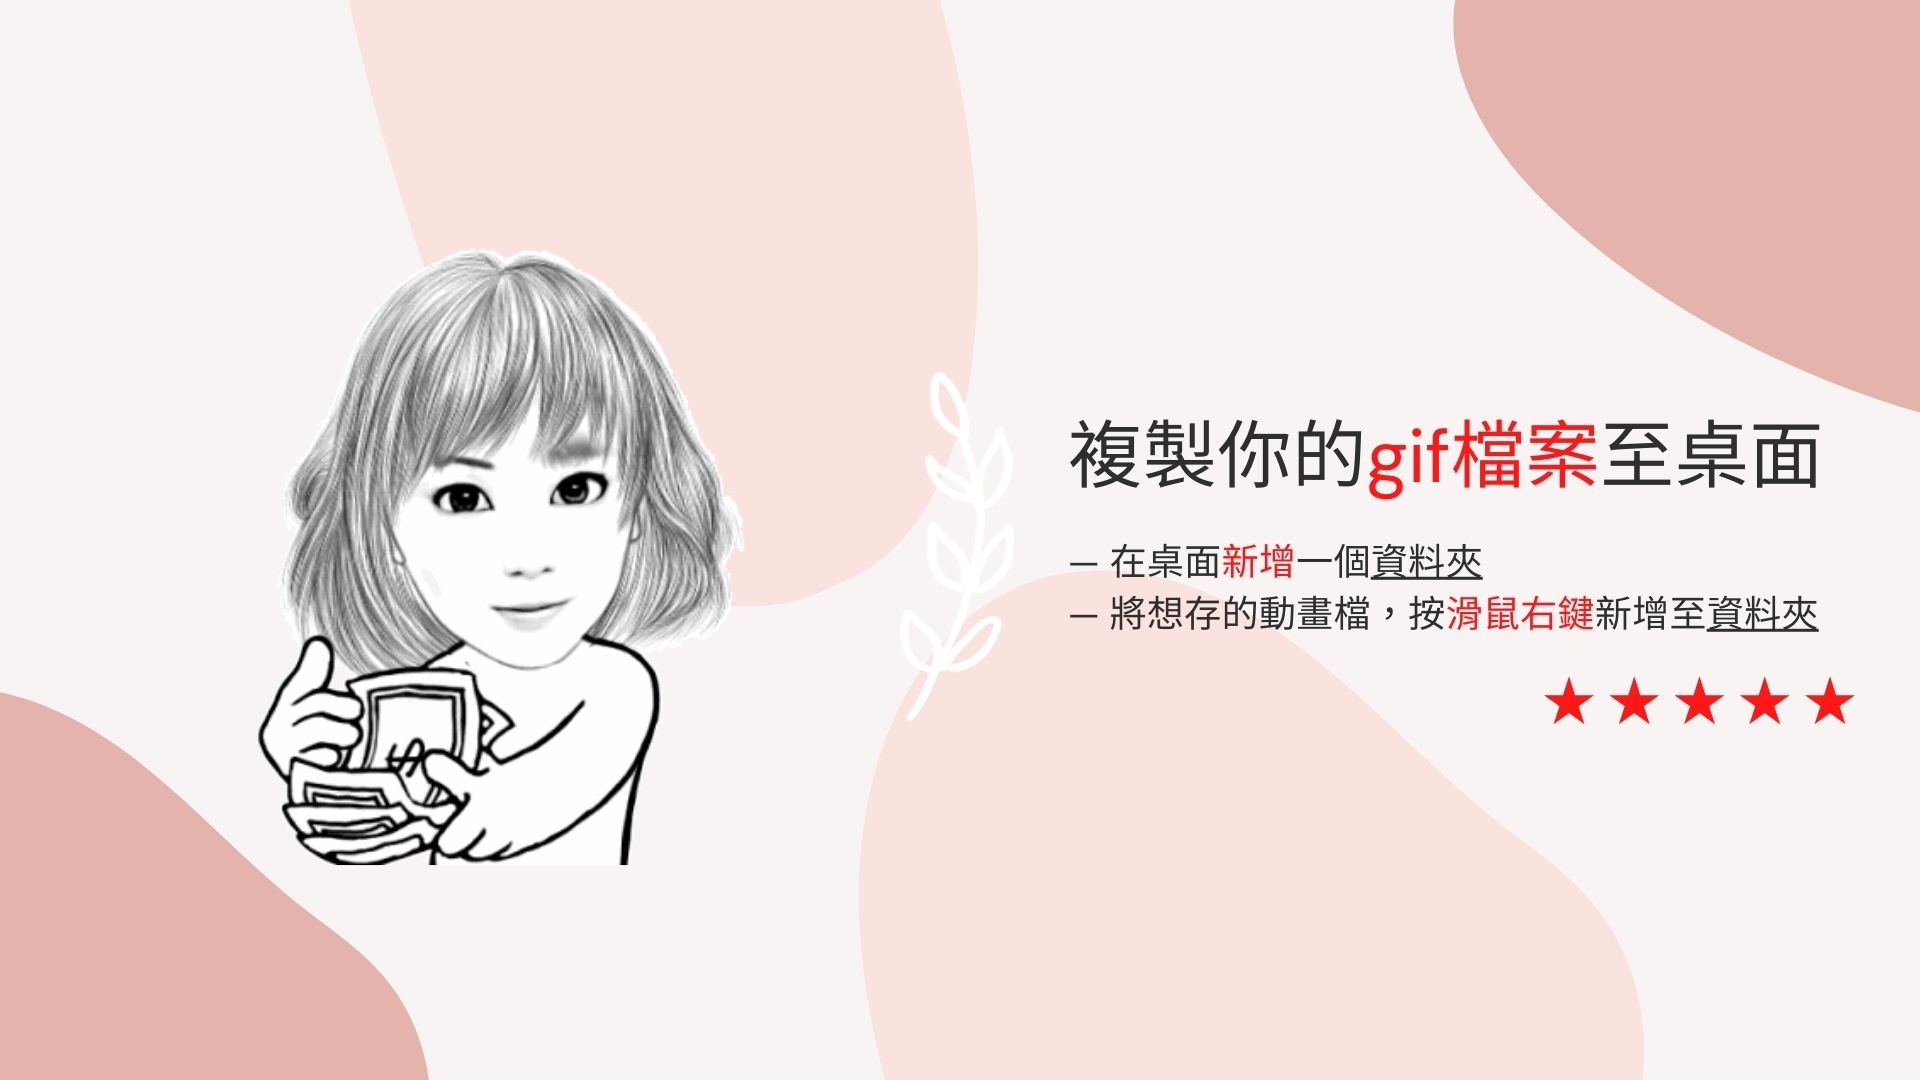 複製你的gif檔案至桌面
— 在桌面新增一個資料夾
— 將想存的動畫檔，按滑鼠右鍵新增至資料夾
★★★★★
$